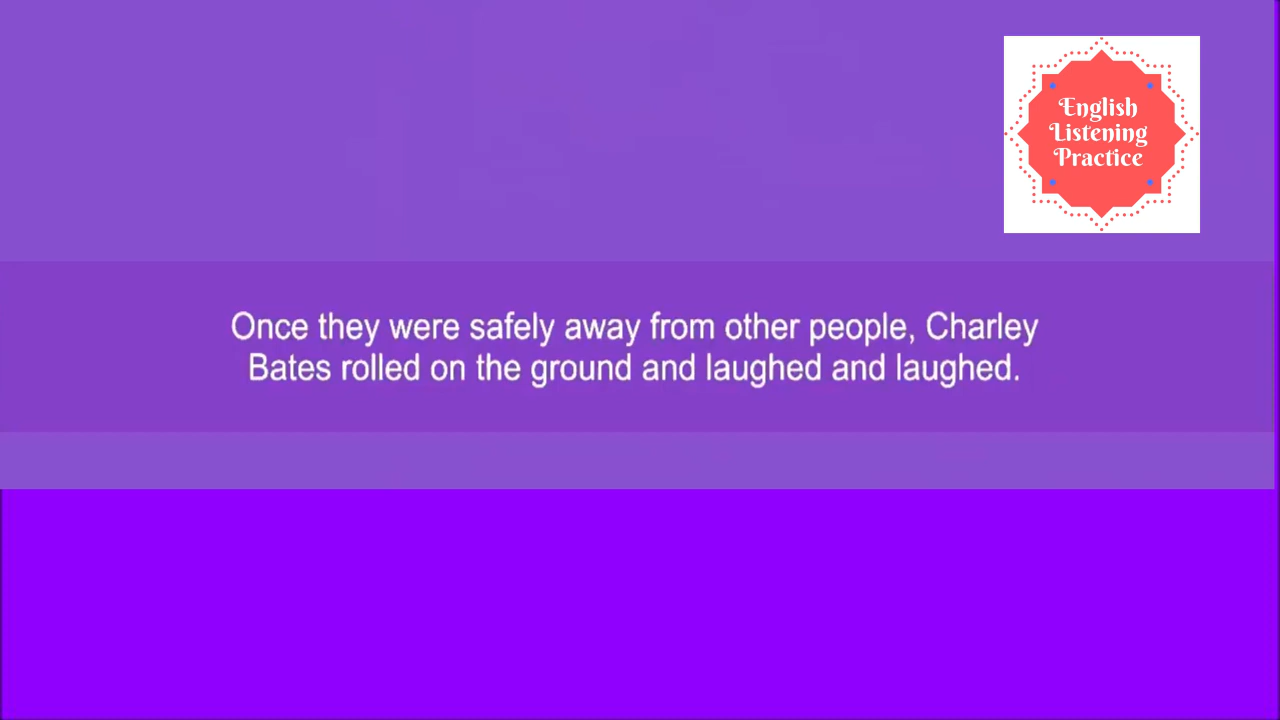 English
Listening
Practice
Once they were safely away from other people, Charley
Bates rolled on the ground and laughed and laughed.